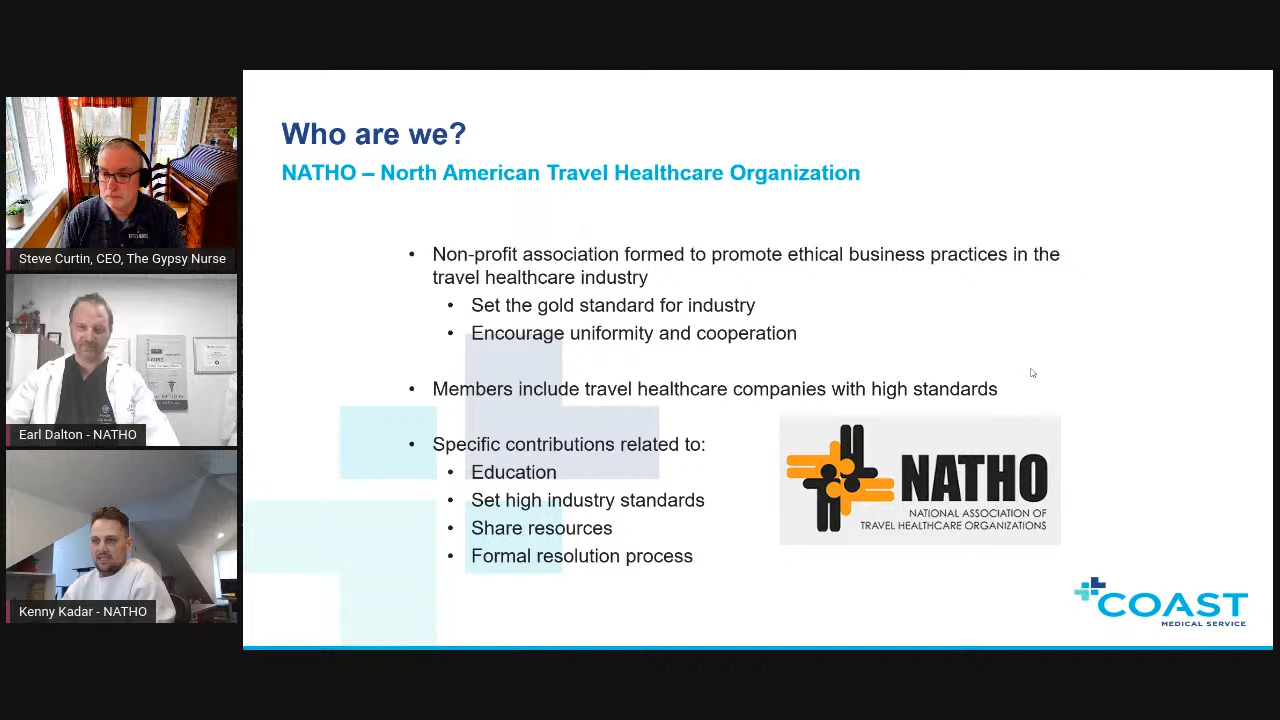 Who are we?
NATHO – North American Travel Healthcare Organization
• Non-profit association formed to promote ethical business practices in the
travel healthcare industry
• Set the gold standard for industry
• Encourage uniformity and cooperation
• Members include travel healthcare companies with high standards
• Specific contributions related to:
• Education
• Set high industry standards
• Share resources
• Formal resolution process
NATHO
NATIONAL ASSOCIATION OF
TRAVEL HEALTHCARE ORGANIZATIONS
COAST
MEDICAL SERVICE
Steve Curtin, CEO, The Gypsy Nurse
Earl Dalton - NATHO
Kenny Kadar - NATHO